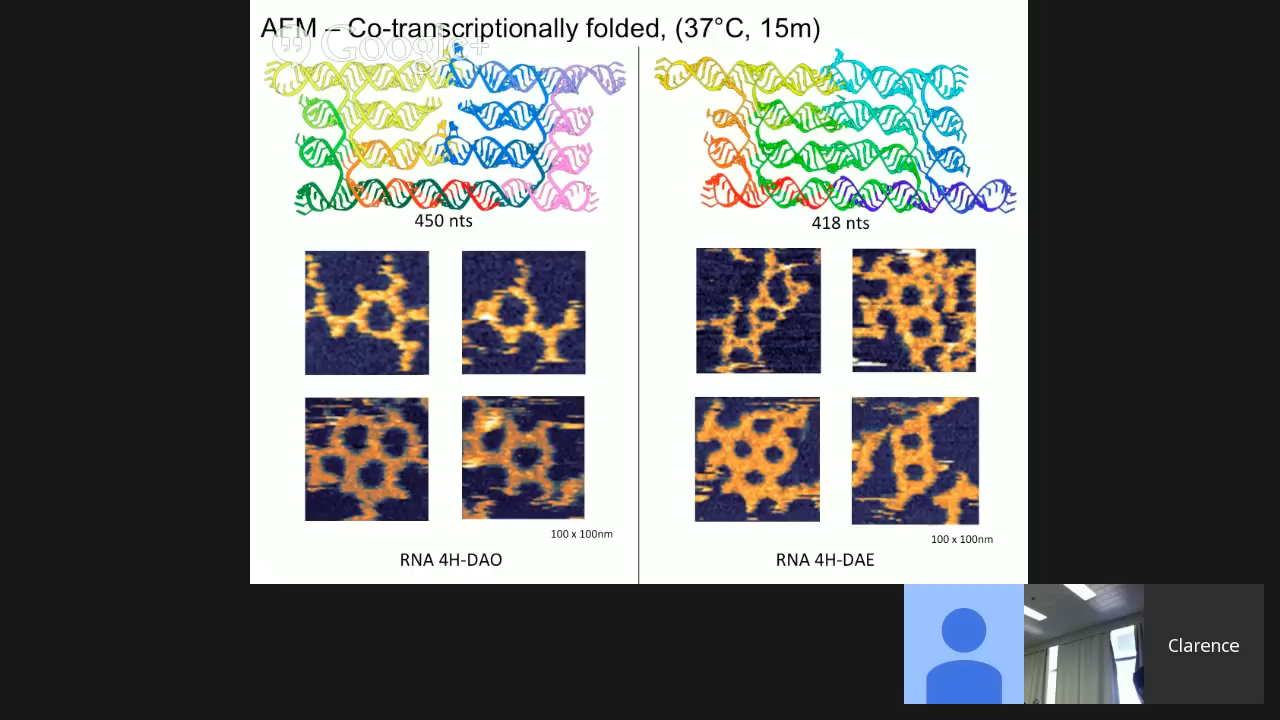 AFM – Co-transcriptionally folded, (37°C, 15m)
Google+
450 nts
418 nts
100 x 100nm
100 x 100nm
RNA 4H-DAO
RNA 4H-DAE
Clarence